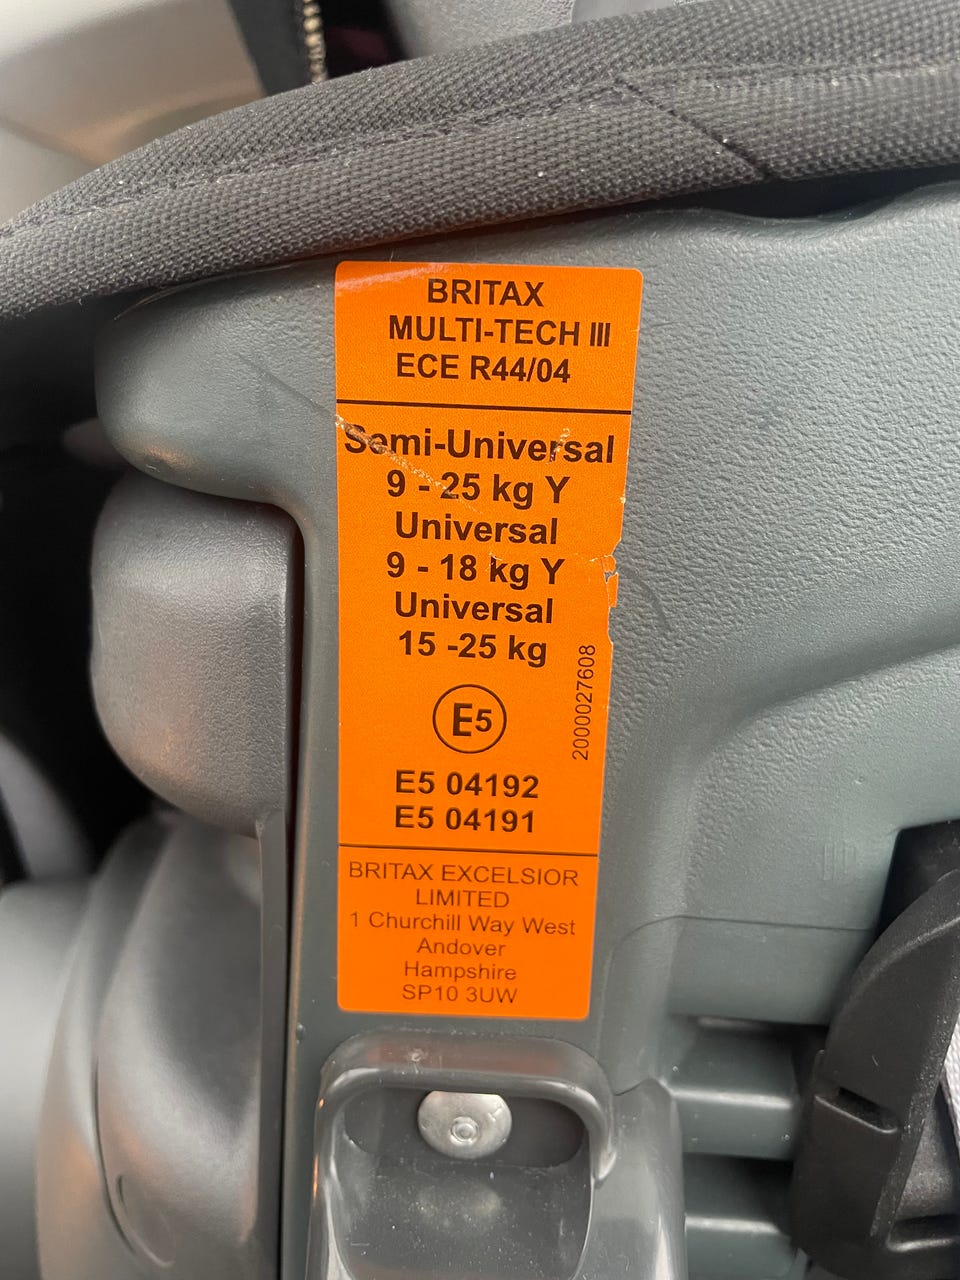 BRITAX
MULTI-TECH III
ECE R44/04
Semi-Universal
9 - 25 kg Y
Universal
9 - 18 kg Y
Universal
15 -25 kg
2000027608
E5
E5 04192
E5 04191
BRITAX EXCELSIOR
LIMITED
1 Churchill Way West
Andover
Hampshire
SP10 3UW